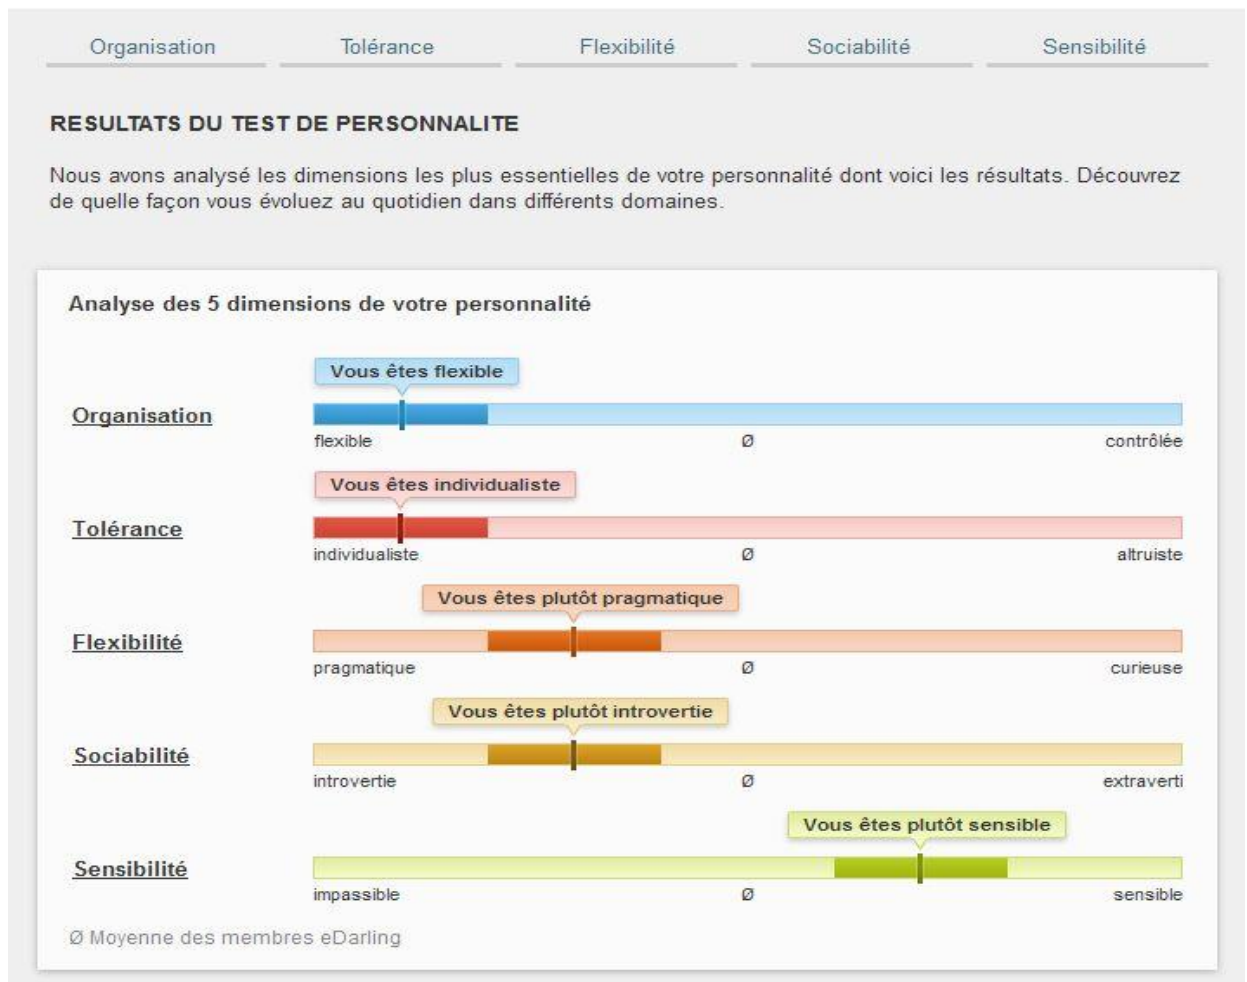 Organisation Tolérance Flexibilité Sociabilité Sensibilité
RESULTATS DU TEST DE PERSONNALITE
Nous avons analysé les dimensions les plus essentielles de votre personnalité dont voici les résultats. Découvrez
de quelle façon vous évoluez au quotidien dans différents domaines.
Analyse des 5 dimensions de votre personnalité
Vous êtes flexible
Organisation
flexible Ø contrôlée
Vous êtes individualiste
Tolérance
individualiste Ø altruiste
Vous êtes plutôt pragmatique
Flexibilité
pragmatique Ø curieuse
Vous êtes plutôt introvertie
Sociabilité
introvertie Ø extraverti
Vous êtes plutôt sensible
Sensibilité
impassible Ø sensible
Ø Moyenne des membres eDarling